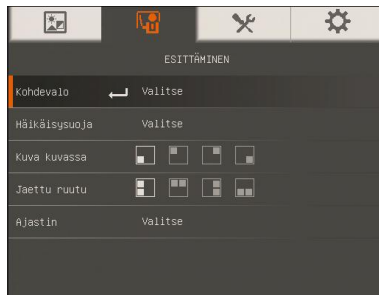 ESITTÄMINEN
Kohdevalo Valitse
Häikäisysuoja Valitse
Kuva kuvassa
Jaettu ruutu
Ajastin Valitse